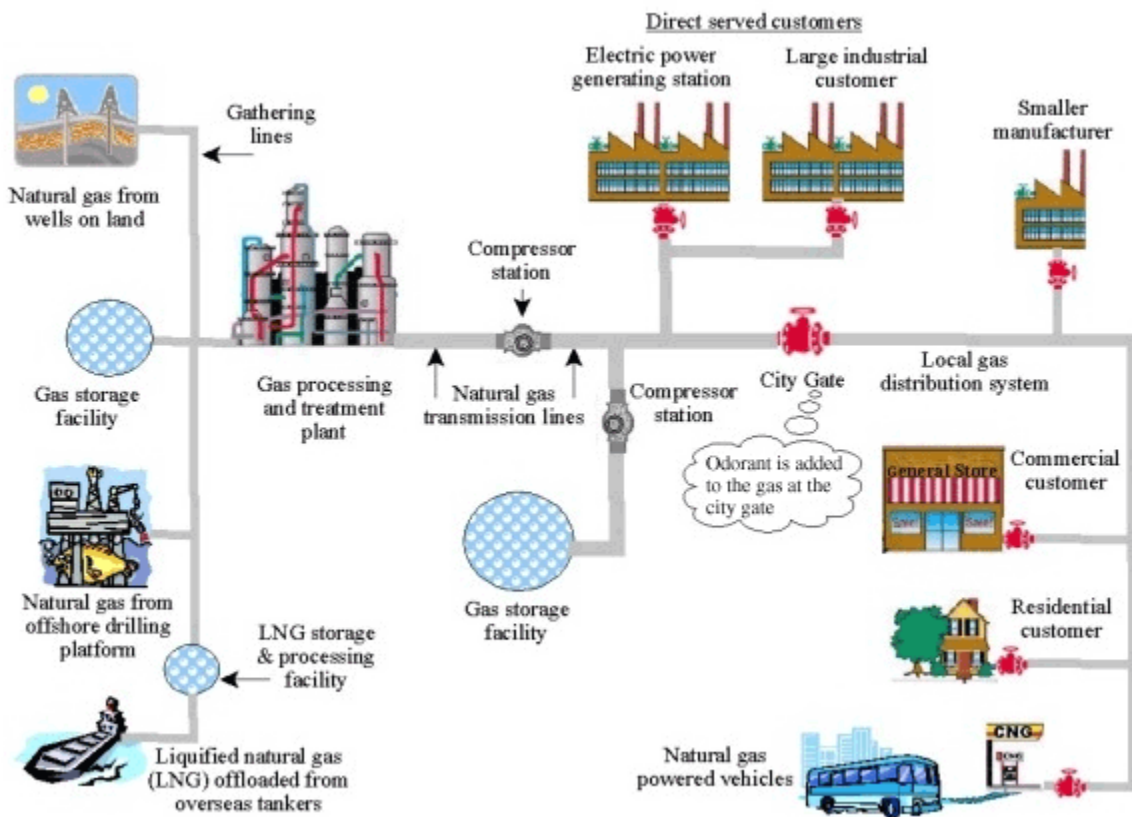 Direct served customers
Electric power
generating station
Large industrial
customer
Smaller
manufacturer
Gathering
lines
Natural gas from
wells on land
Compressor
station
Gas storage
facility
Gas processing
and treatment
plant
Natural gas
transmission lines
Compressor
station
City Gate
Local gas
distribution system
Odorant is added
to the gas at the
city gate
General Store
Sale!
Sale!
Commercial
customer
Natural gas from
offshore drilling
platform
Gas storage
facility
LNG storage
& processing
facility
Residential
customer
Liquified natural gas
(LNG) offloaded from
overseas tankers
Natural gas
powered vehicles
CNG
CNG